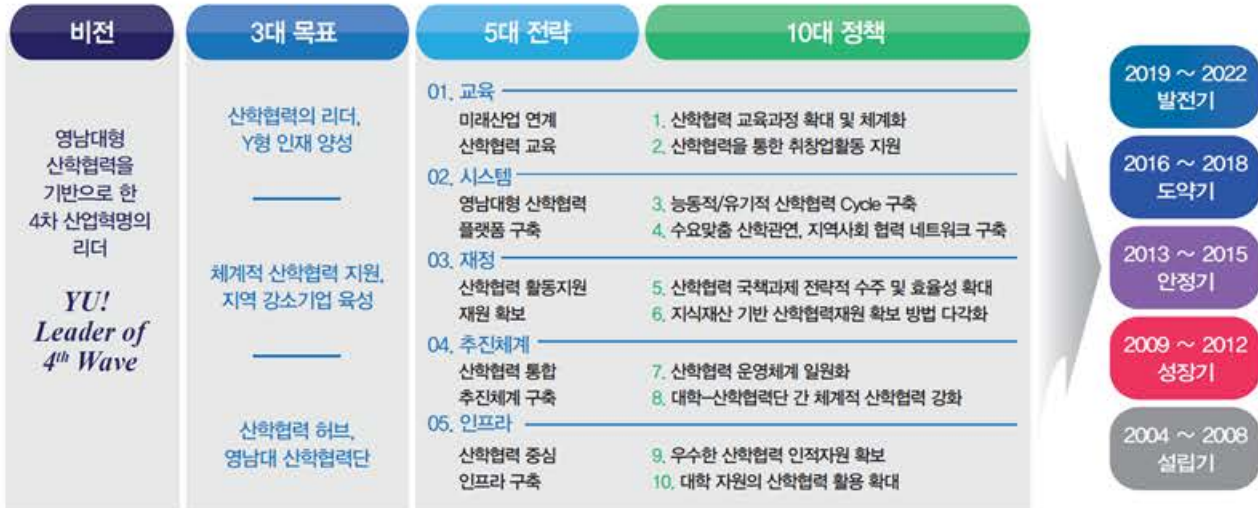 비전
영남대형
산학협력을
기반으로 한
4차 산업혁명의
리더
YU!
Leader of
4th Wave
3대 목표
산학협력의 리더,
Y형 인재 양성
체계적 산학협력 지원,
지역 강소기업 육성
산학협력 허브,
영남대 산학협력단
5대 전략
10대 정책
01. 교육
미래산업 연계
1. 산학협력 교육과정 확대 및 체계화
산학협력 교육
2. 산학협력을 통한 취창업활동 지원
02. 시스템
영남대형 산학협력
3. 능동적/유기적 산학협력 Cycle 구축
플랫폼 구축
4. 수요맞춤 산학관연, 지역사회 협력 네트워크 구축
03. 재정
산학협력 활동지원
5. 산학협력 국책과제 전략적 수주 및 효율성 확대
재원 확보
6. 지식재산 기반 산학협력재원 확보 방법 다각화
04. 추진체계
산학협력 통합
7. 산학협력 운영체계 일원화
추진체계 구축
8. 대학-산학협력단 간 체계적 산학협력 강화
05. 인프라
산학협력 중심
9. 우수한 산학협력 인적자원 확보
인프라 구축
10. 대학 자원의 산학협력 활용 확대
2019 ~ 2022
발전기
2016 ~ 2018
도약기
2013 ~ 2015
안정기
2009 ~ 2012
성장기
2004 ~ 2008
설립기